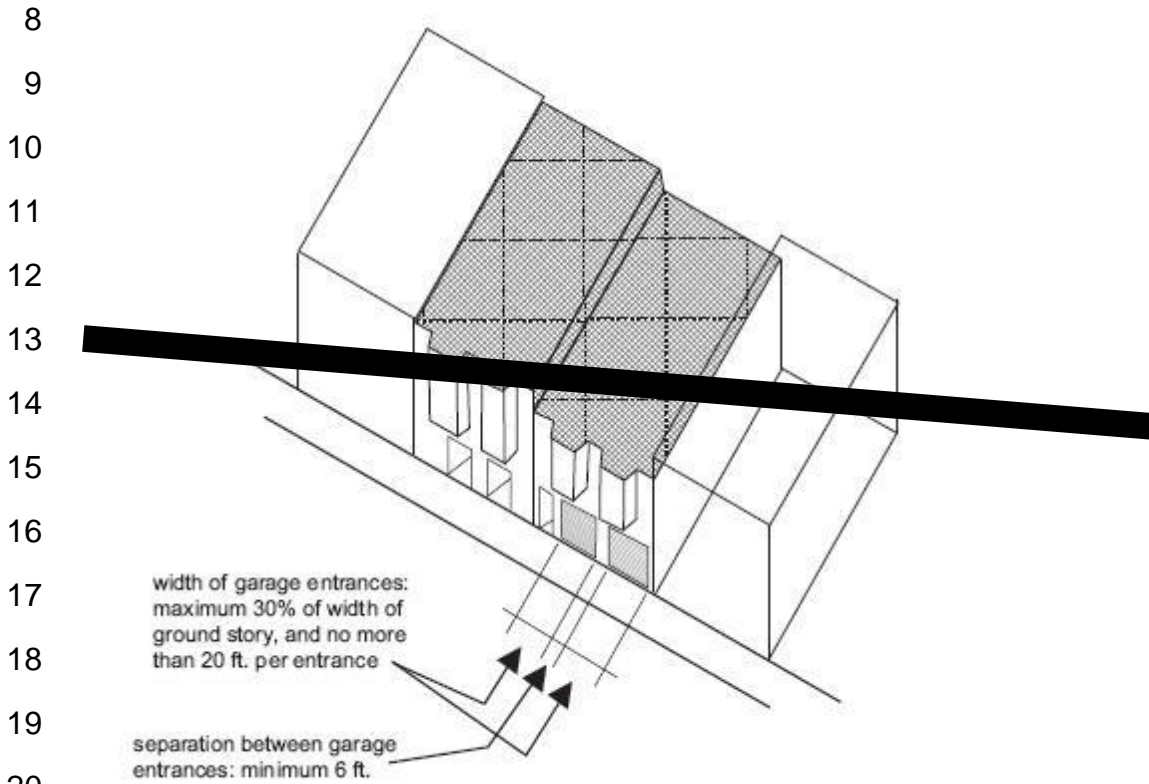 8
9
10
11
12
13
14
15
16
width of garage entrances:
17
maximum 30% of width of
ground story, and no more
18
than 20 ft. per entrance
19
separation between garage
entrances: minimum 6 ft.
20